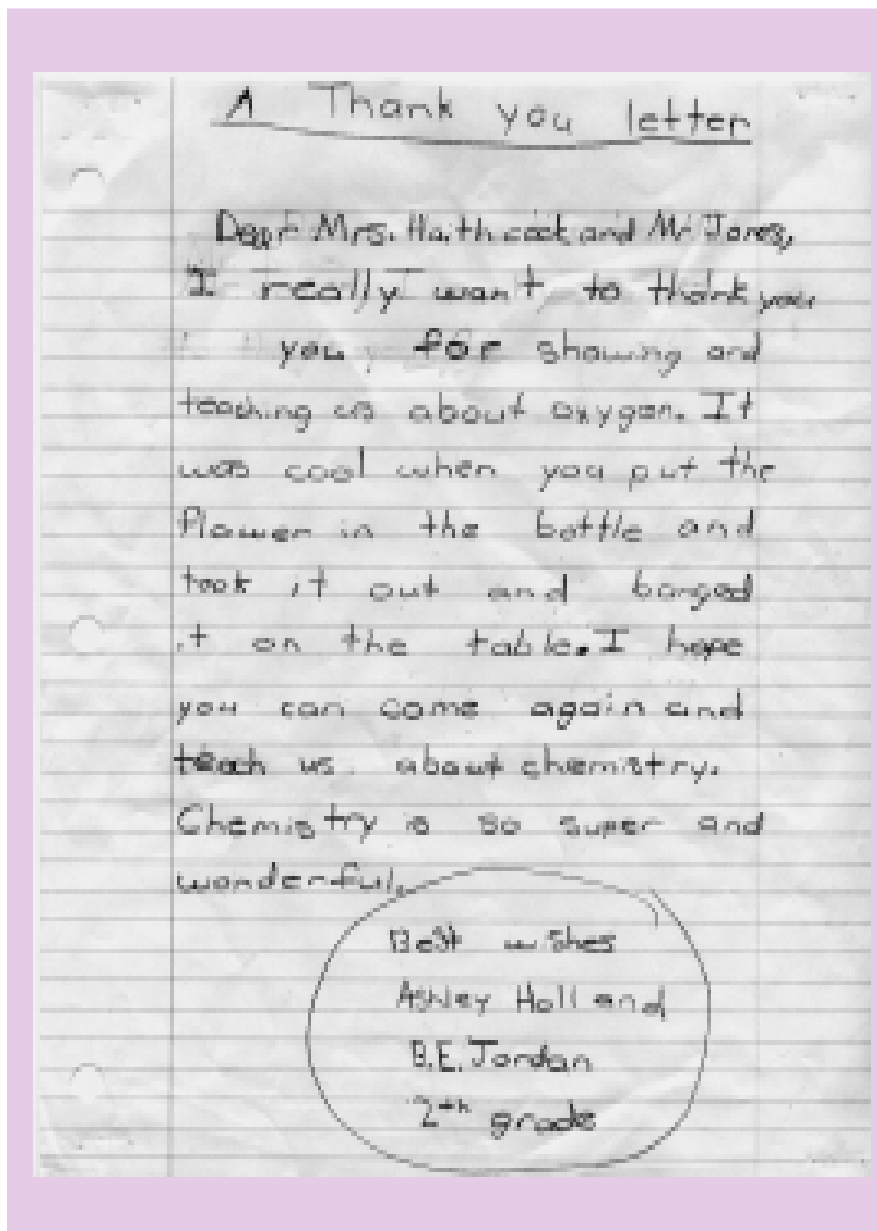 A Thank you letter
Dear Mrs. Haithcock and Mr. Jones,
I really I want to thank you
you for showing and
teaching us about oxygen. It
was cool when you put the
flower in the bottle and
took it out and banged
it on the table. I hope
you can come again and
teach us about chemistry.
Chemistry is so super and
wonderful.
Best wishes
Ashley Holland
B.E. Jordan
2th grade